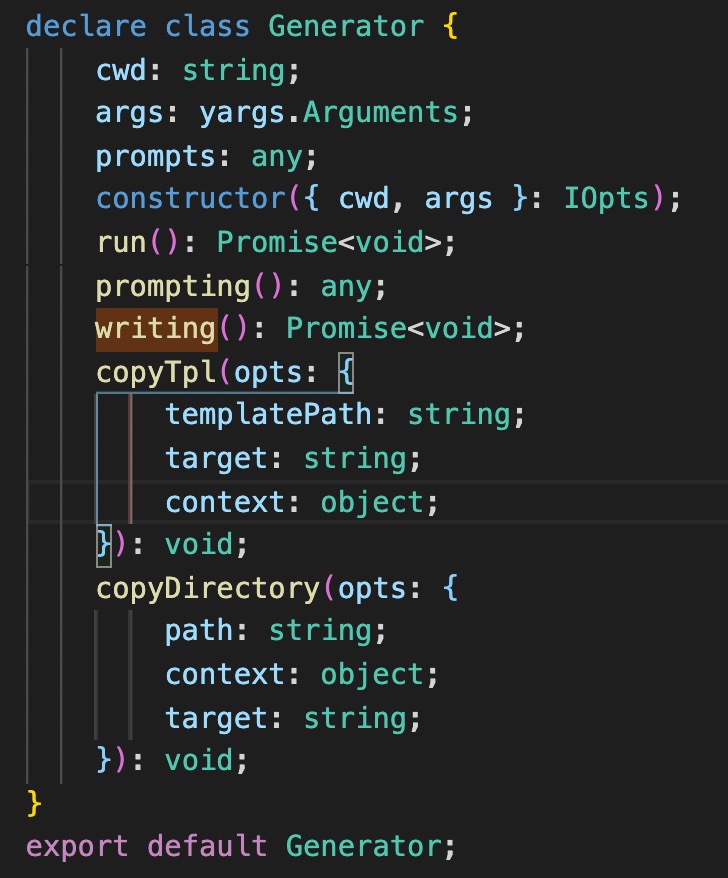 declare class Generator {
    cwd: string;
    args: yargs.Arguments;
    prompts: any;
    constructor({ cwd, args }: IOpts);
    run(): Promise<void>;
    prompting(): any;
    writing(): Promise<void>;
    copyTpl(opts: {
        templatePath: string;
        target: string;
        context: object;
    }): void;
    copyDirectory(opts: {
        path: string;
        context: object;
        target: string;
    }): void;
}
export default Generator;